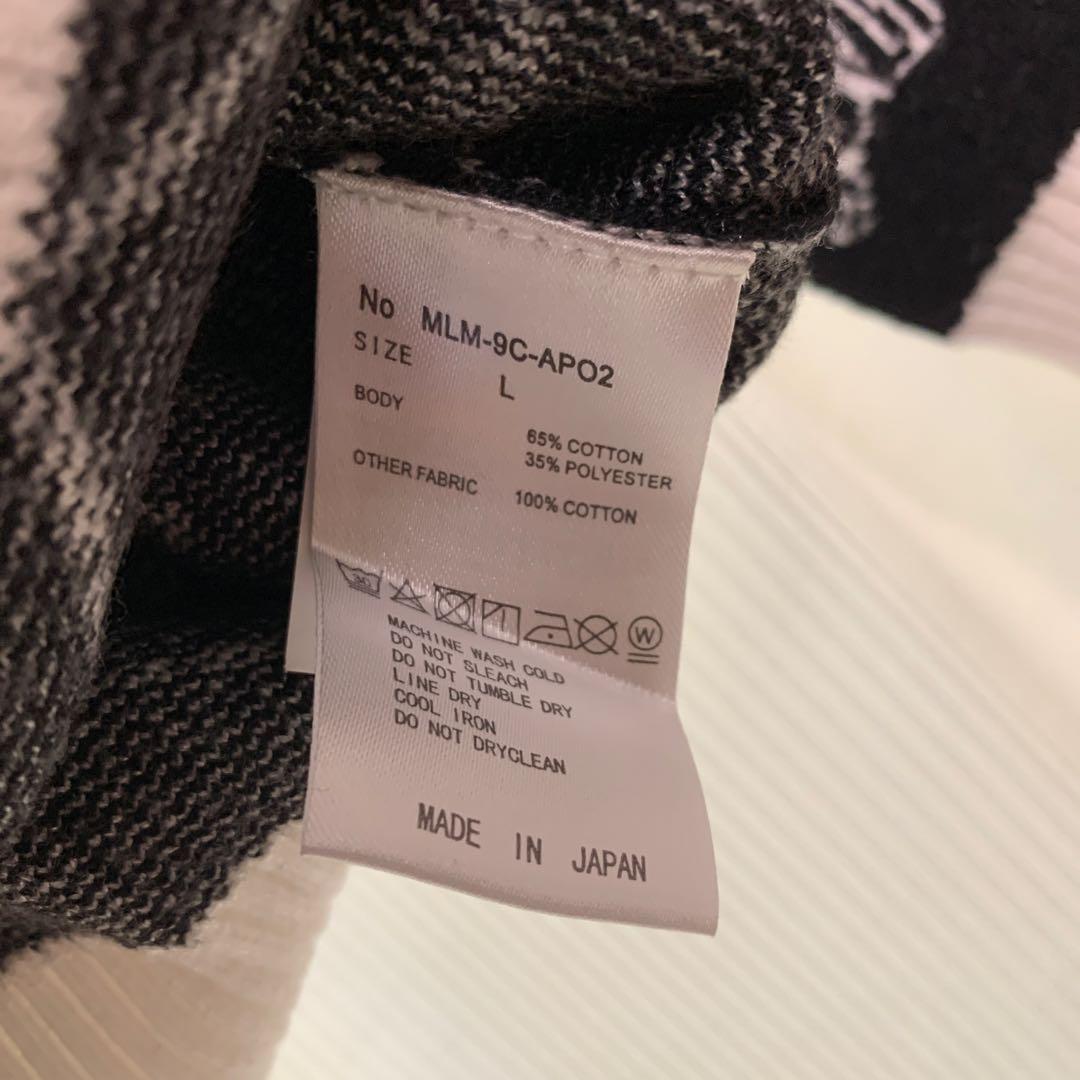 No MLM-9C-APO2
SIZE L
BODY 65% COTTON
35% POLYESTER
OTHER FABRIC 100% COTTON
30
W
MACHINE WASH COLD
DO NOT SLEACH
DO NOT TUMBLE DRY
LINE DRY
COOL IRON
DO NOT DRYCLEAN
MADE IN JAPAN